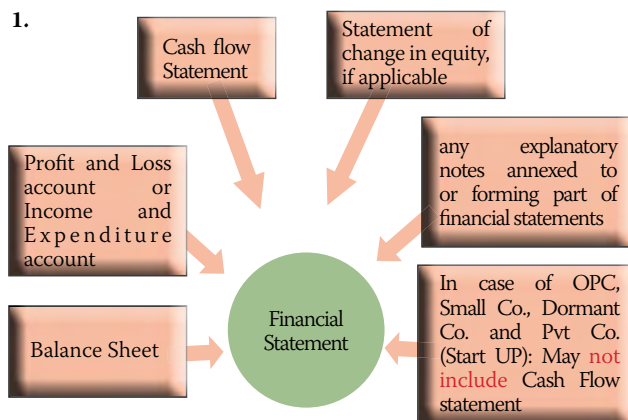 1.
Cash flow
Statement
Statement of
change in equity,
if applicable
Profit and Loss
account or
Income and
Expenditure
account
any explanatory
notes annexed to
or forming part of
financial statements
Balance Sheet
Financial
Statement
In case of OPC,
Small Co., Dormant
Co. and Pvt Co.
(Start UP): May not
include Cash Flow
statement